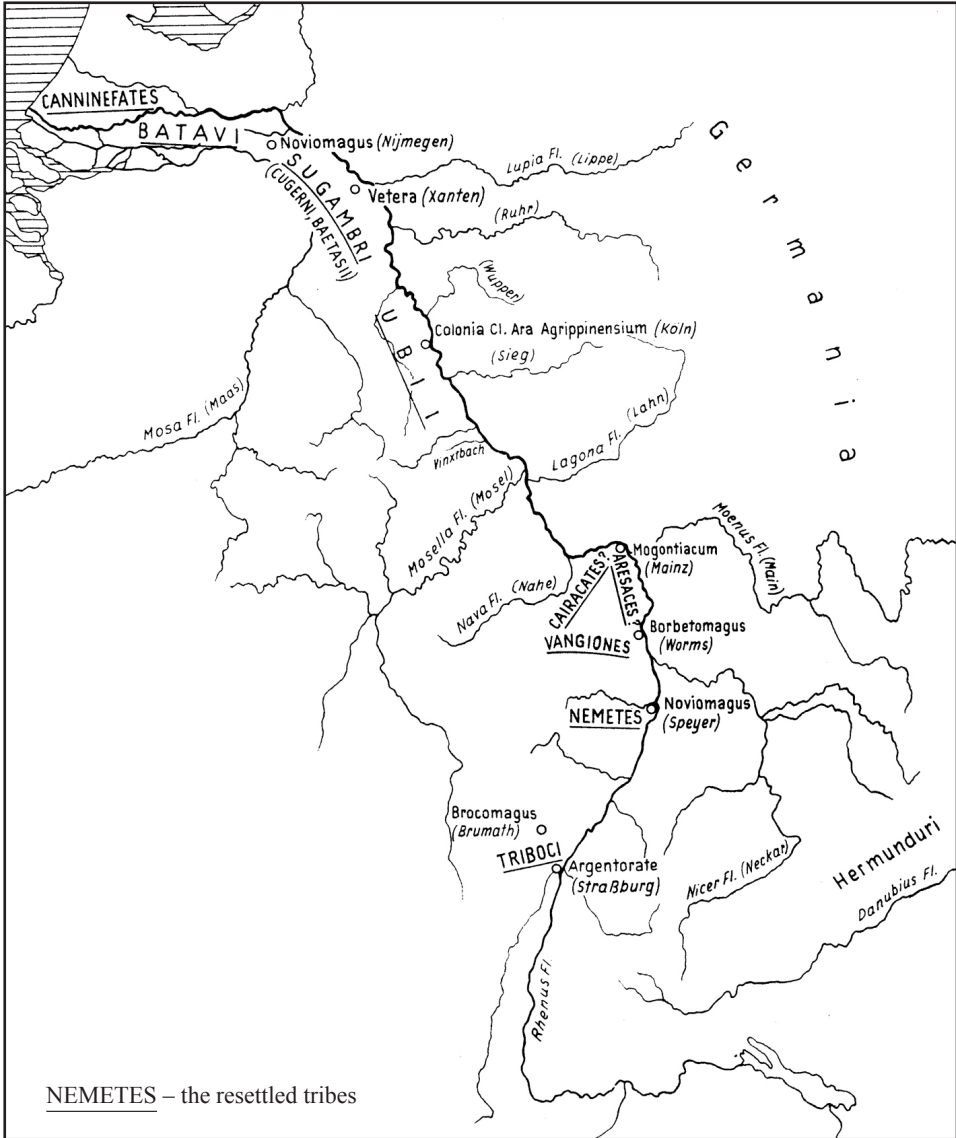 CANNINEFATES
BATAVI
Noviomagus (Nijmegen)
SUGAMBRI
(CUGERNI, BAETASII)
Vetera (Xanten)
Lupia Fl. (Lippe)
(Ruhr)
Germania
(Wupper)
UBII
Colonia Cl. Ara Agrippinensium (Köln)
(Sieg)
Mosa Fl. (Maas)
Lagona Fl. (Lahn)
Vinxtbach
Mosella Fl. (Mosel)
Moenus Fl. (Main)
Mogontiacum
(Mainz)
Nava Fl. (Nahe)
CAIRACATES?
ARESACES?
VANGIONES
Borbetomagus
(Worms)
NEMETES
Noviomagus
(Speyer)
Brocomagus
(Brumath)
TRIBOCI
Argentorate
(Straßburg)
Nicer Fl. (Neckar)
Hermunduri
Danubius Fl.
Rhenus Fl.
NEMETES – the resettled tribes